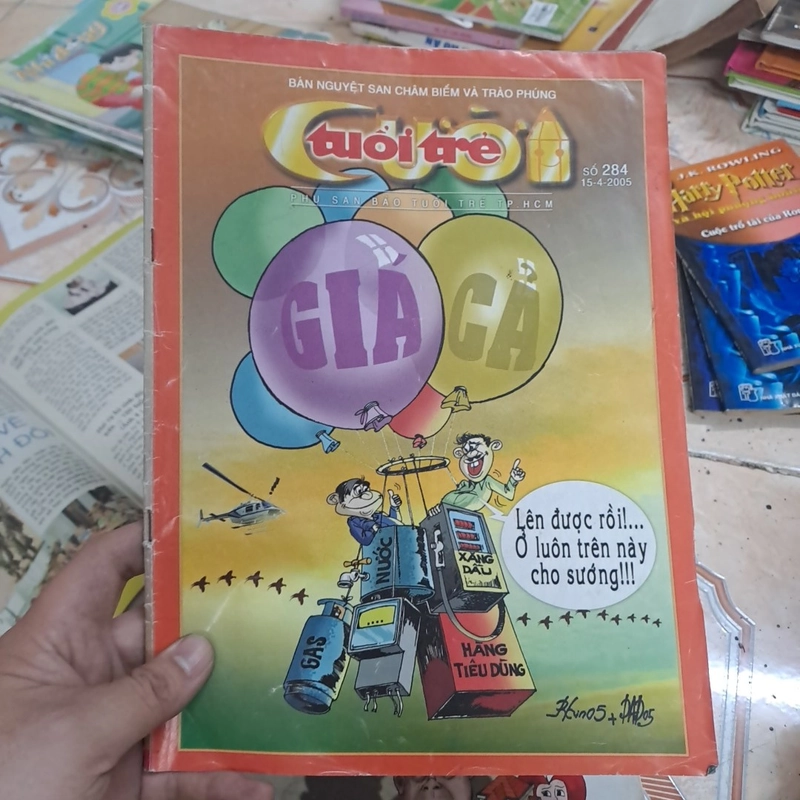 BÁN NGUYỆT SAN CHÂM BIẾM VÀ TRÀO PHÚNG
tuổi trẻ
CƯỜI
SỐ 284
15-4-2005
PHỤ SAN BÁO TUỔI TRẺ TP.HCM
GIÁ CẢ
Lên được rồi!...
Ở luôn trên này
cho sướng!!!
NƯỚC
XĂNG
DẦU
GAS
HÀNG
TIÊU DÙNG
J.K. ROWLING
Harry Potter